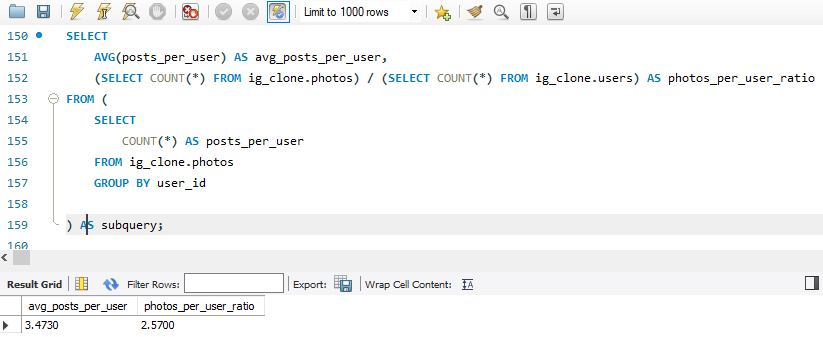 Limit to 1000 rows
150 SELECT
151 AVG(posts_per_user) AS avg_posts_per_user,
152 (SELECT COUNT(*) FROM ig_clone.photos) / (SELECT COUNT(*) FROM ig_clone.users) AS photos_per_user_ratio
153 FROM (
154 SELECT
155 COUNT(*) AS posts_per_user
156 FROM ig_clone.photos
157 GROUP BY user_id
158
159 ) AS subquery;
160
Result Grid Filter Rows: Export: Wrap Cell Content:
avg_posts_per_user photos_per_user_ratio
3.4730 2.5700